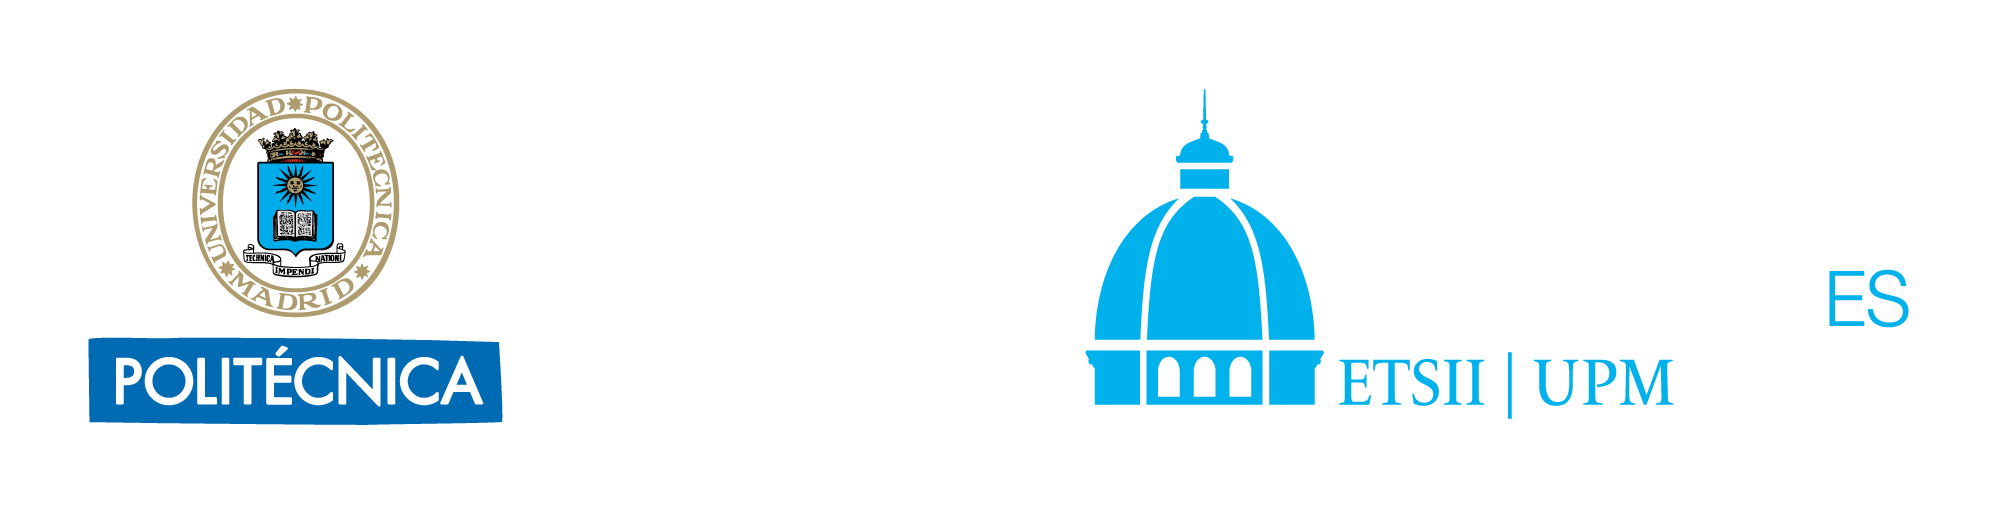 UNIVERSIDAD POLITECNICA
MADRID
TECHNICA IMPENDI NATIONI
POLITÉCNICA
ETSII | UPM
ES